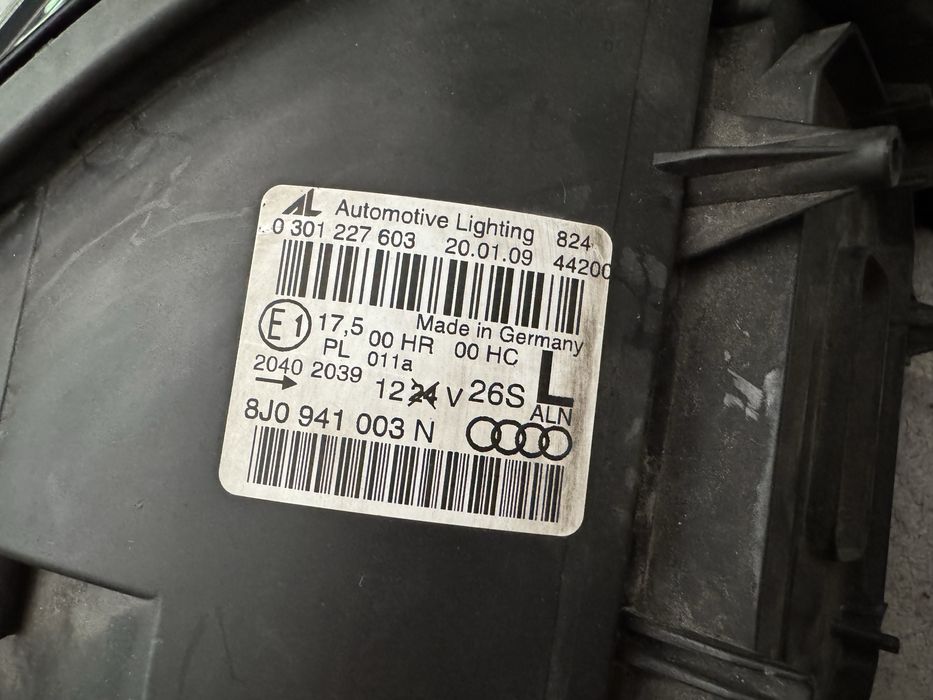 AL Automotive Lighting 824
0 301 227 603 20.01.09 44200
E1 17,5 00 HR 00 HC Made in Germany
PL 011a L
2040 2039 12 24 V 26S ALN
→
8J0 941 003 N